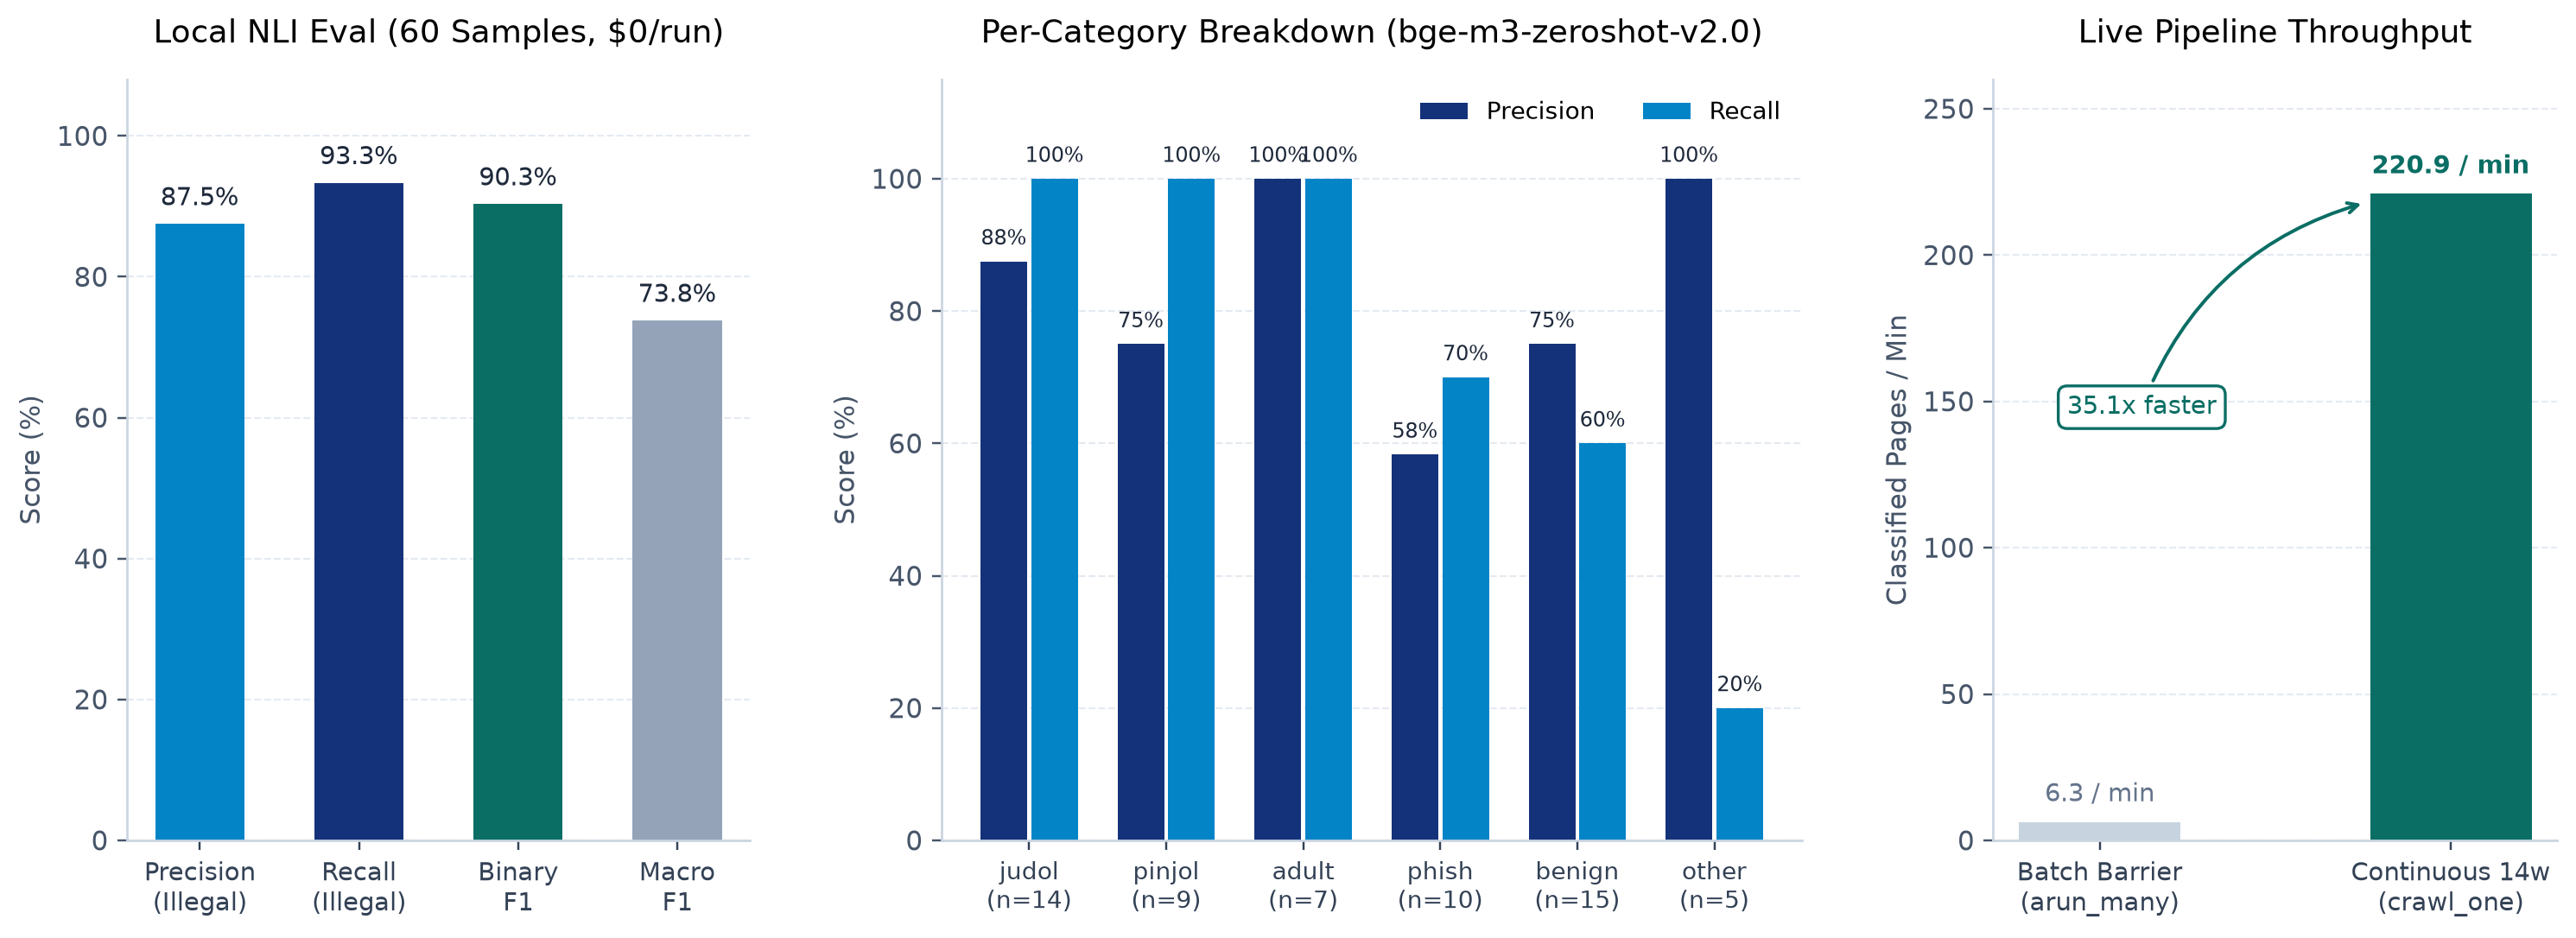 Local NLI Eval (60 Samples, $0/run)
Score (%)
100
80
60
40
20
0
87.5%
93.3%
90.3%
73.8%
Precision
(Illegal)
Recall
(Illegal)
Binary
F1
Macro
F1
Per-Category Breakdown (bge-m3-zeroshot-v2.0)
Precision
Recall
Score (%)
100
80
60
40
20
0
88%
100%
75%
100%
100%
100%
58%
70%
75%
60%
100%
20%
judol
(n=14)
pinjol
(n=9)
adult
(n=7)
phish
(n=10)
benign
(n=15)
other
(n=5)
Live Pipeline Throughput
Classified Pages / Min
250
200
150
100
50
0
220.9 / min
35.1x faster
6.3 / min
Batch Barrier
(arun_many)
Continuous 14w
(crawl_one)